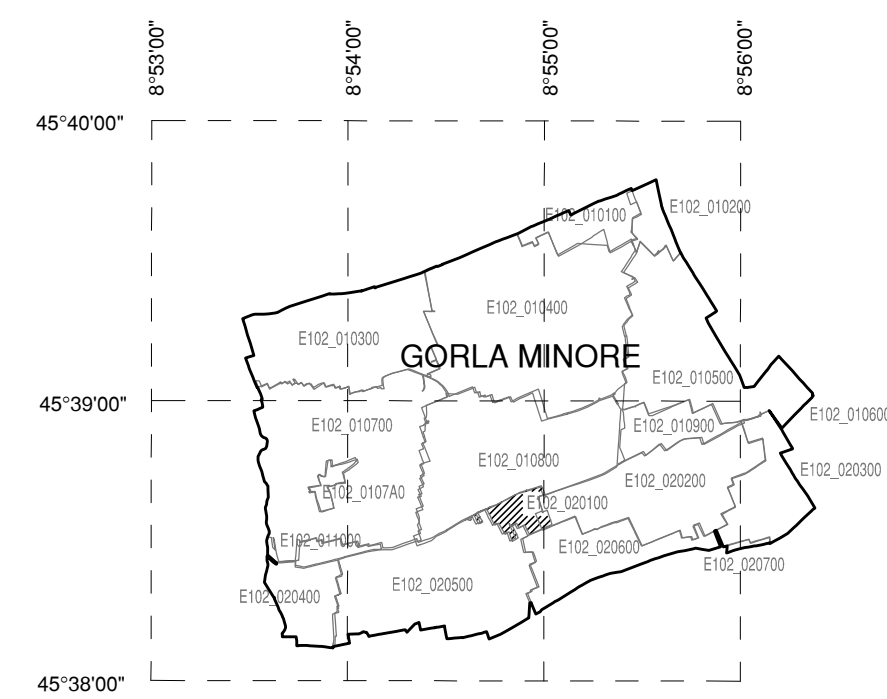 8°53'00"
8°54'00"
8°55'00"
8°56'00"
45°40'00"
E102_010100
E102_010200
E102_010400
E102_010300
GORLA MINORE
E102_010500
45°39'00"
E102_010600
E102_010700
E102_010900
E102_010800
E102_020300
E102_020200
E102_0107A0
E102_020100
E102_011000
E102_020600
E102_020700
E102_020500
E102_020400
45°38'00"